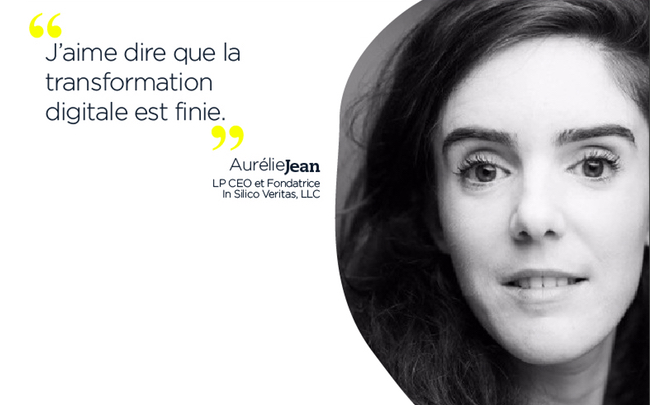 “
J’aime dire que la
transformation
digitale est finie.
”
AurélieJean
LP CEO et Fondatrice
In Silico Veritas, LLC